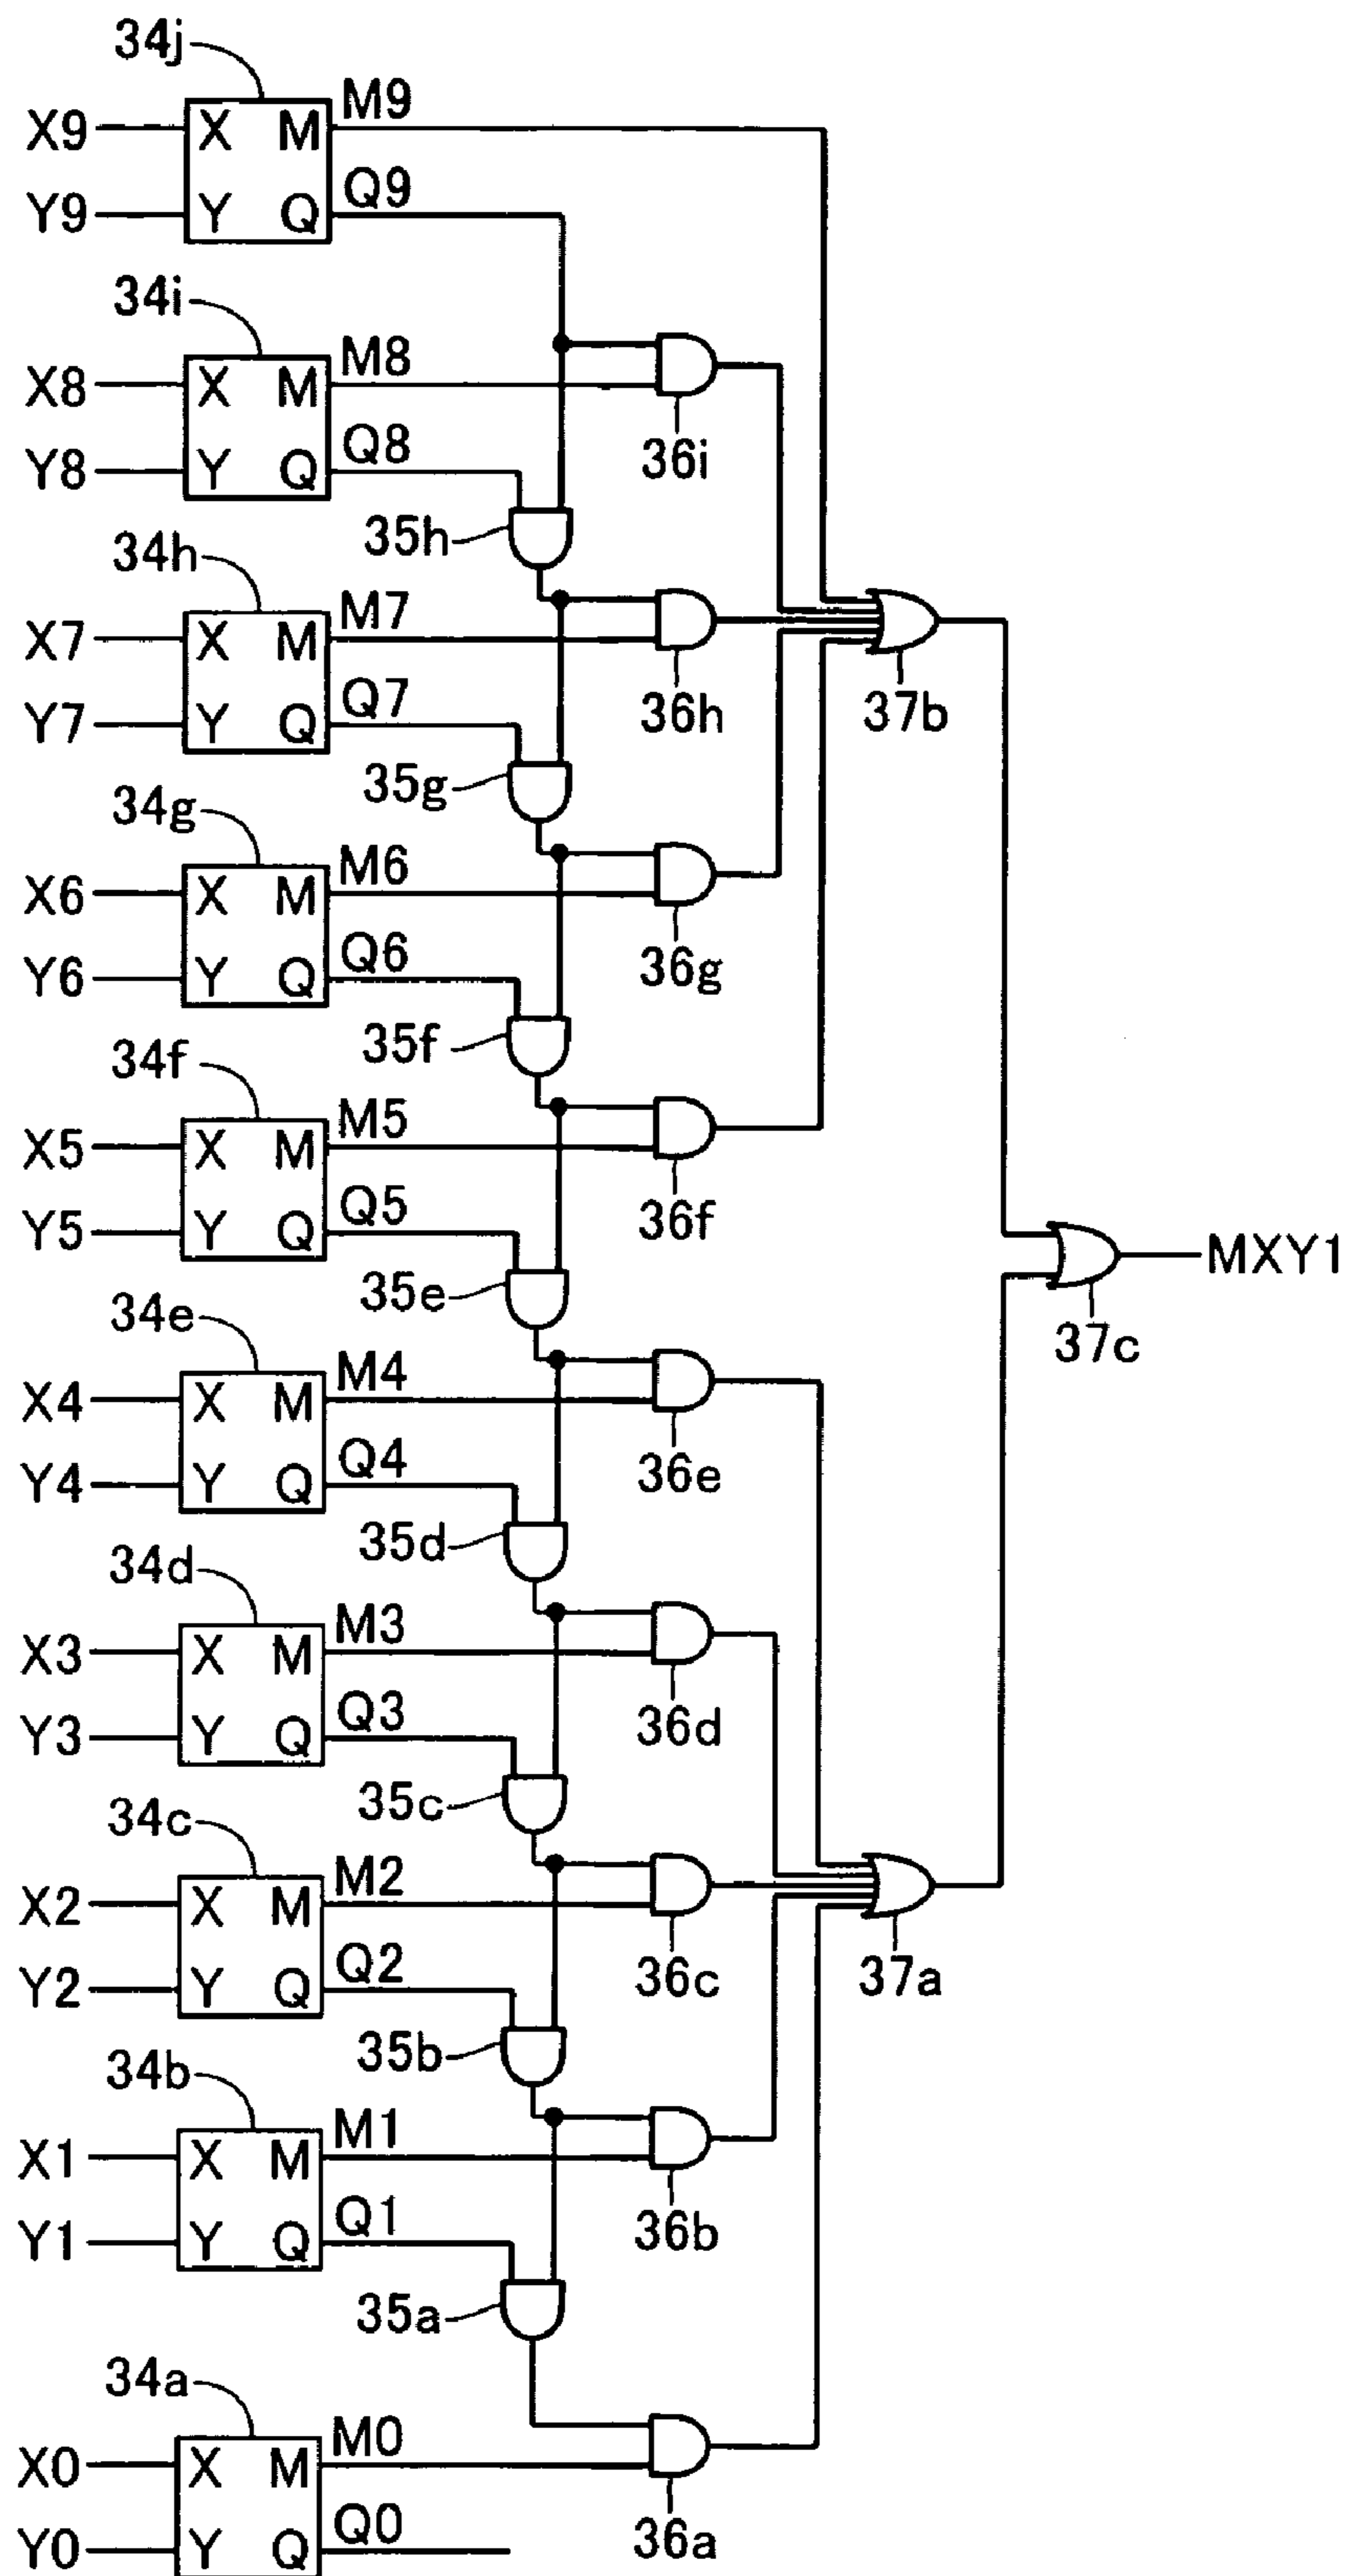 34j
X9 X M M9
Y9 Y Q Q9
34i
X8 X M M8
36i
Y8 Y Q Q8
35h
34h
X7 X M M7
36h 37b
Y7 Y Q Q7
35g
34g
X6 X M M6
36g
Y6 Y Q Q6
35f
34f
X5 X M M5
36f
Y5 Y Q Q5
MXY1
35e
37c
34e
X4 X M M4
36e
Y4 Y Q Q4
35d
34d
X3 X M M3
36d
Y3 Y Q Q3
35c
34c
X2 X M M2
36c 37a
Y2 Y Q Q2
35b
34b
X1 X M M1
36b
Y1 Y Q Q1
35a
34a
X0 X M M0
36a
Y0 Y Q Q0